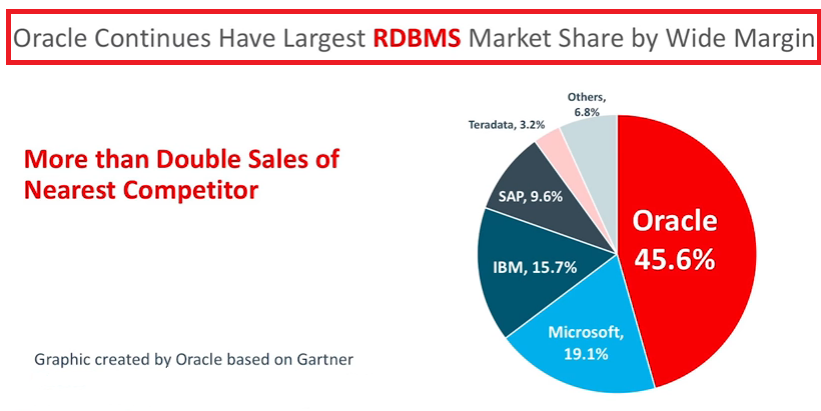 Oracle Continues Have Largest RDBMS Market Share by Wide Margin
More than Double Sales of
Nearest Competitor
Others,
6.8%
Teradata, 3.2%
SAP, 9.6%
Oracle
45.6%
IBM, 15.7%
Microsoft,
19.1%
Graphic created by Oracle based on Gartner